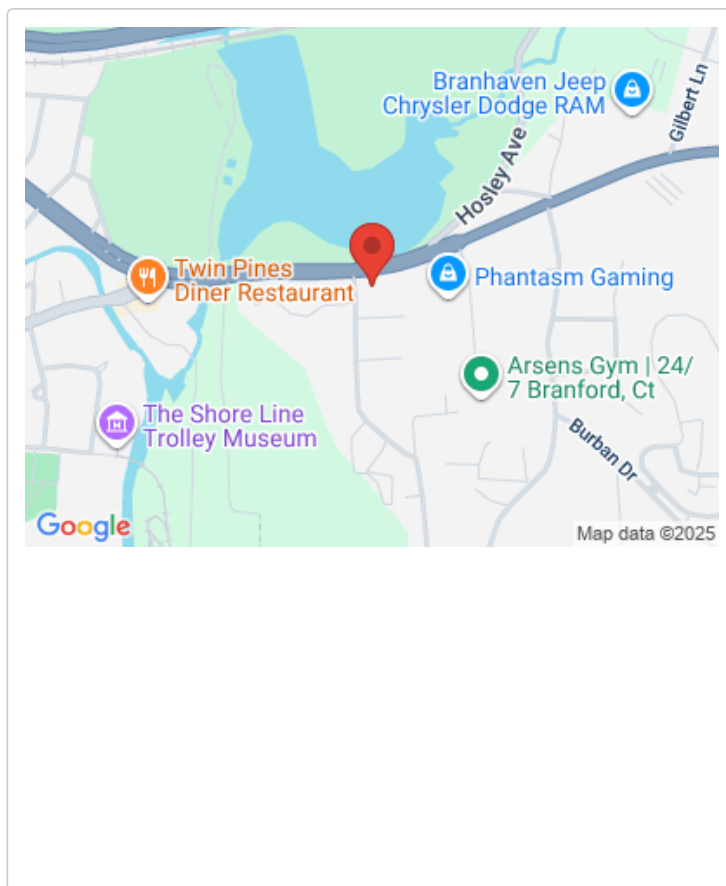 Branhaven Jeep
Chrysler Dodge RAM
Gilbert Ln
Hosley Ave
Twin Pines
Diner Restaurant
Phantasm Gaming
Arsens Gym | 24/
7 Branford, Ct
The Shore Line
Trolley Museum
Burban Dr
Google
Map data ©2025